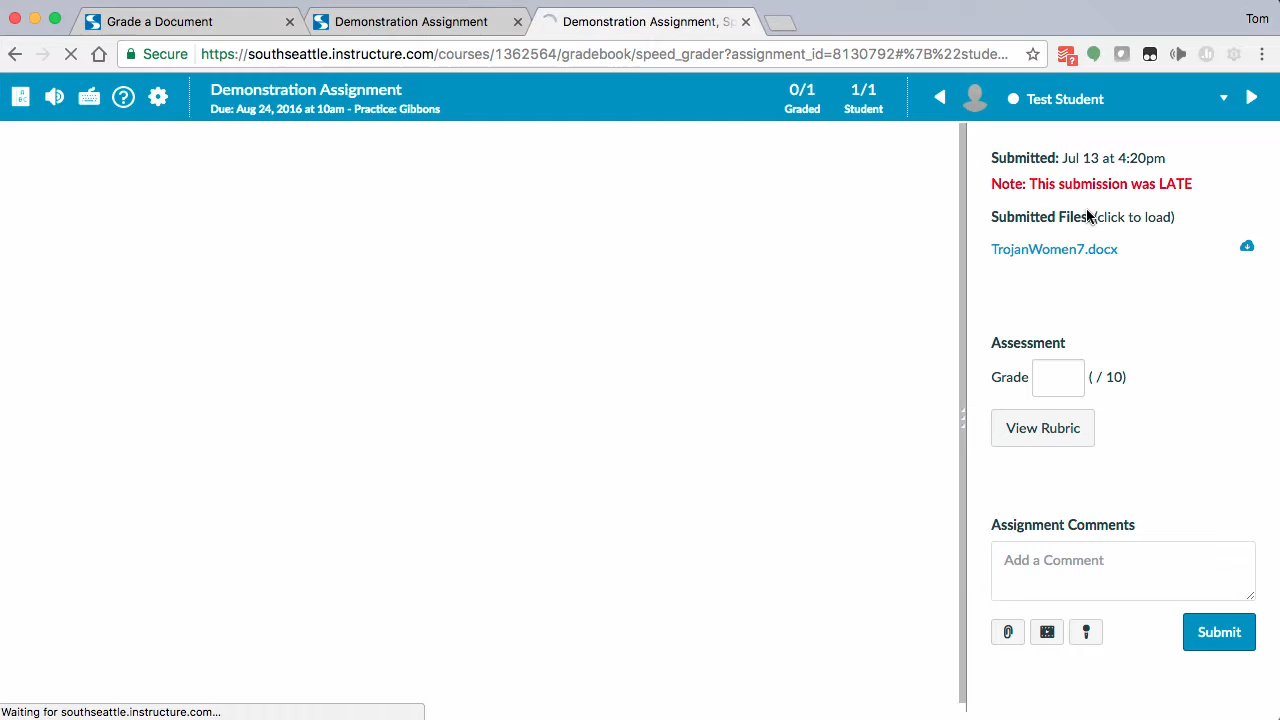 Grade a Document
Demonstration Assignment
Demonstration Assignment, Sp
Tom
Secure
https://southseattle.instructure.com/courses/1362564/gradebook/speed_grader?assignment_id=8130792#%7B%22stude...
Demonstration Assignment
Due: Aug 24, 2016 at 10am - Practice: Gibbons
0/1
Graded
1/1
Student
Test Student
Submitted: Jul 13 at 4:20pm
Note: This submission was LATE
Submitted Files: (click to load)
TrojanWomen7.docx
Assessment
Grade ( / 10)
View Rubric
Assignment Comments
Add a Comment
Submit
Waiting for southseattle.instructure.com...